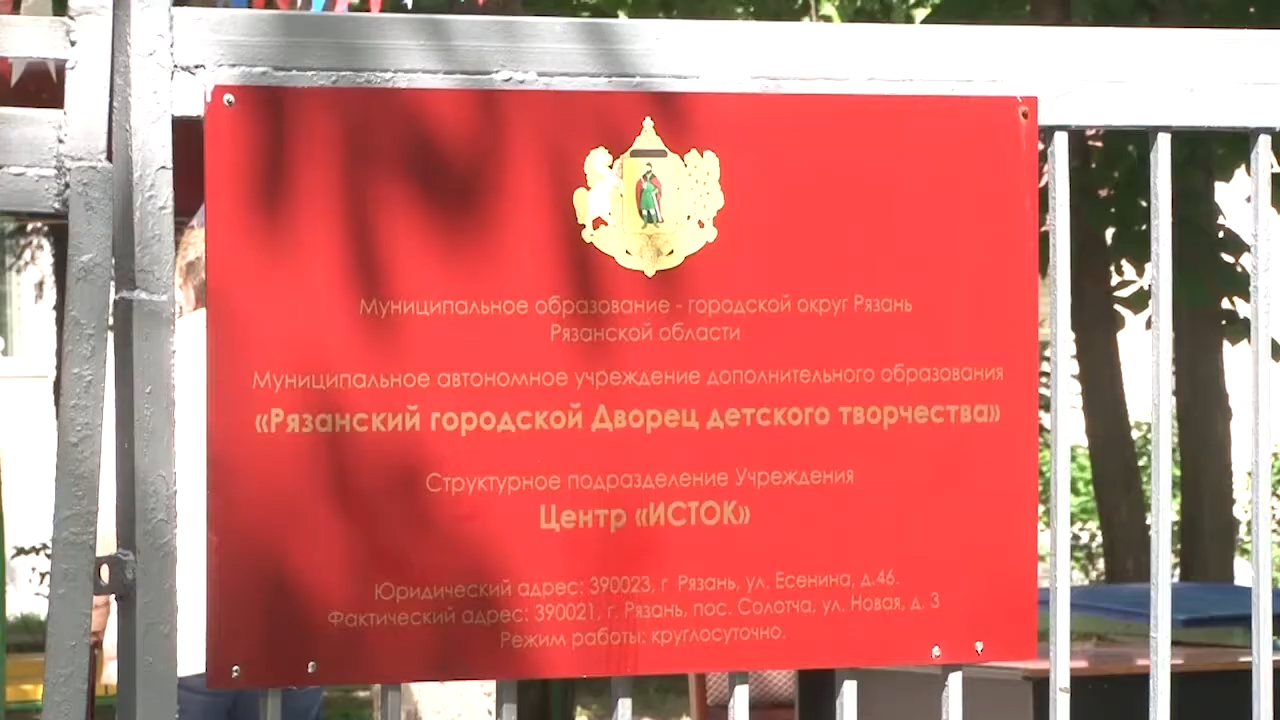 Муниципальное образование - городской округ Рязань
Рязанской области
Муниципальное автономное учреждение дополнительного образования
«Рязанский городской Дворец детского творчества»
Структурное подразделение Учреждения
Центр «ИСТОК»
Юридический адрес: 390023, г Рязань, ул. Есенина, д.46.
Фактический адрес: 390021, г. Рязань, пос. Солотча, ул. Новая, д. 3
Режим работы: круглосуточно.